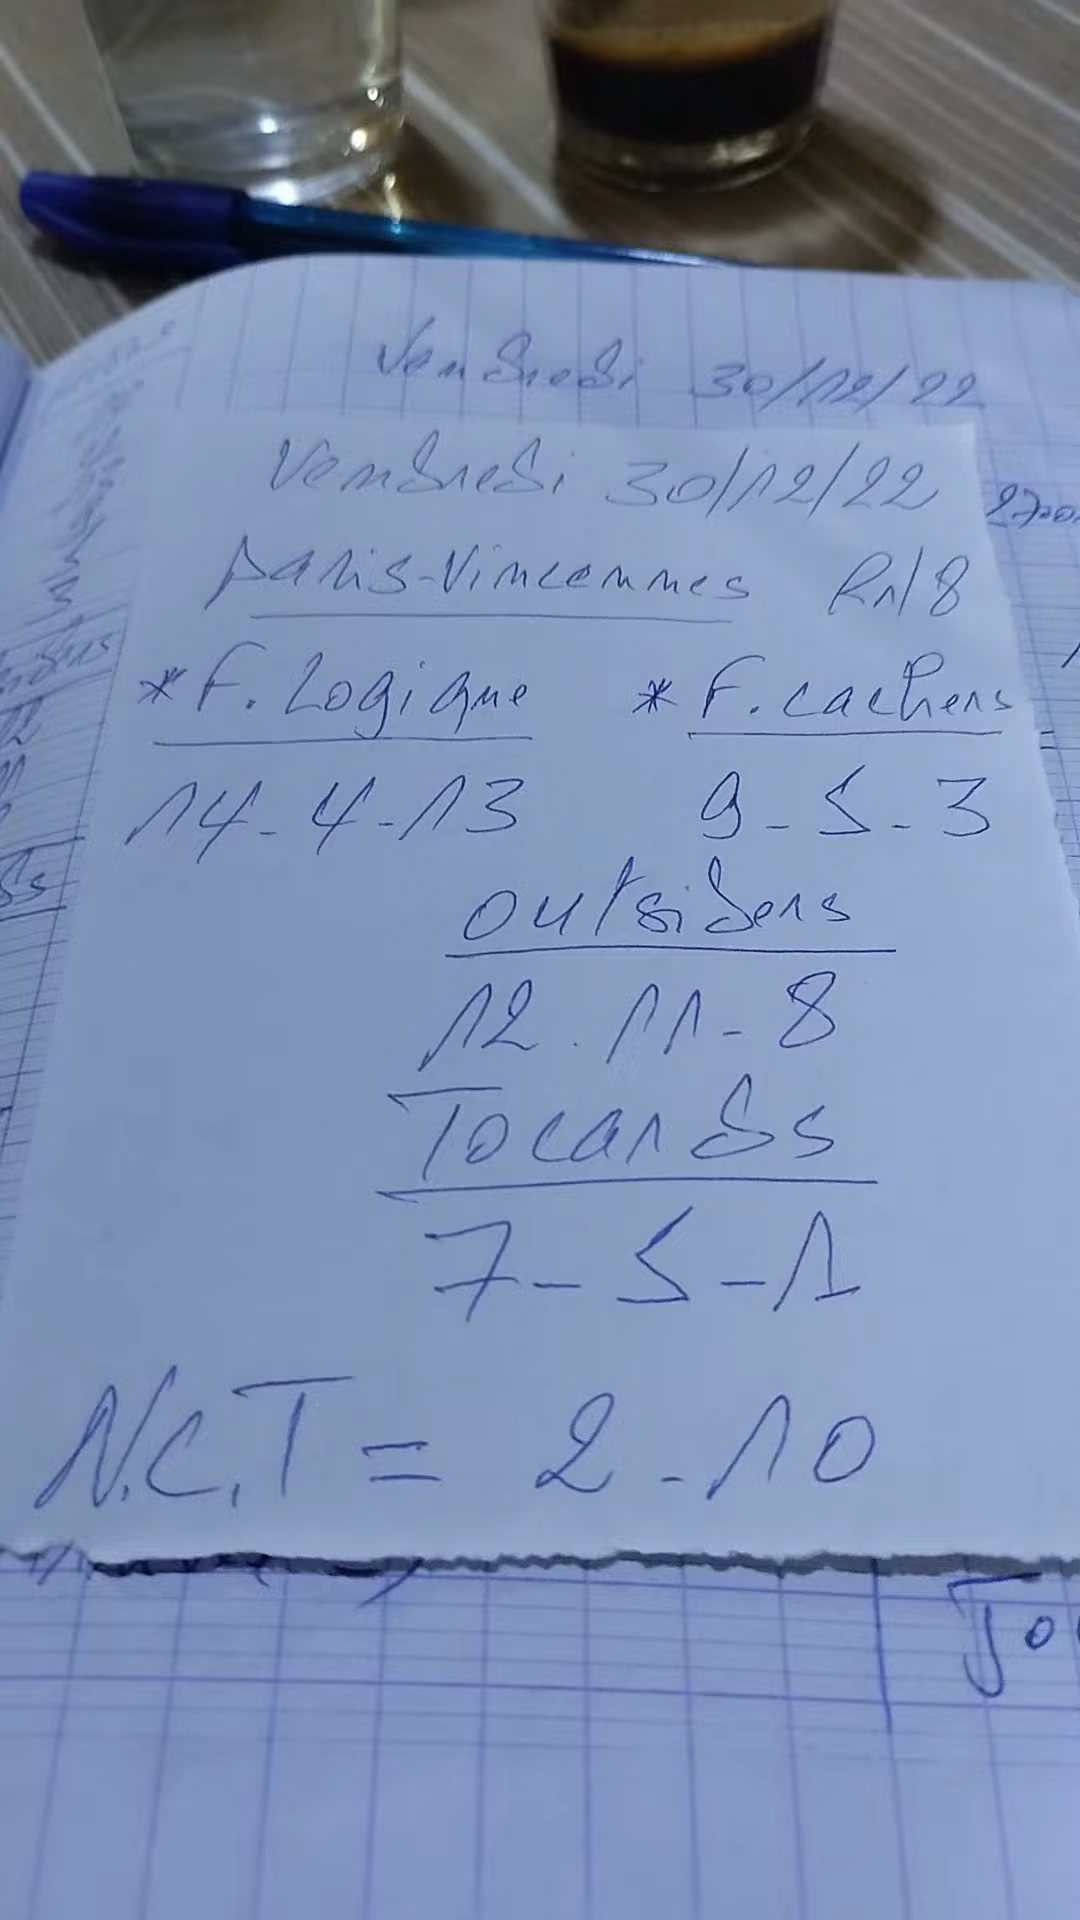 Vendredi 30/12/22
Vendredi 30/12/22
Paris-Vincennes R1/8
* F. Logique * F. cachers
14-4-13 9-5-3
outsiders
12.11-8
Tocards
7-5-1
N.C.T = 2-10